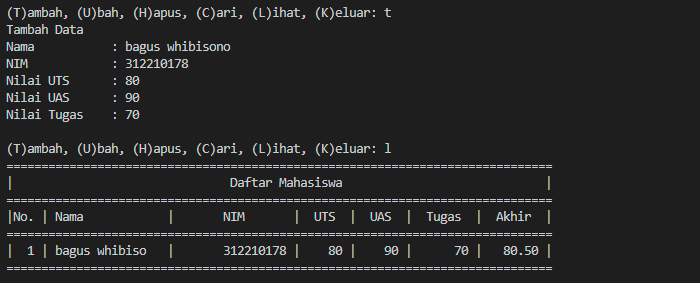 (T)ambah, (U)bah, (H)apus, (C)ari, (L)ihat, (K)eluar: t
Tambah Data
Nama           : bagus whibisono
NIM            : 312210178
Nilai UTS      : 80
Nilai UAS      : 90
Nilai Tugas    : 70

(T)ambah, (U)bah, (H)apus, (C)ari, (L)ihat, (K)eluar: l
==============================================================================
|                               Daftar Mahasiswa                             |
==============================================================================
|No. | Nama            |       NIM       |  UTS  |  UAS  |  Tugas  |  Akhir  |
==============================================================================
|  1 | bagus whibiso   |       312210178 |    80 |    90 |      70 |   80.50 |
==============================================================================